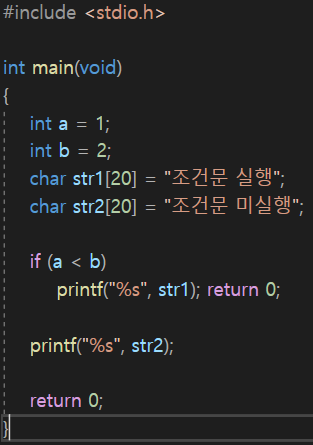 #include <stdio.h>
int main(void)
{
int a = 1;
int b = 2;
char str1[20] = "조건문 실행";
char str2[20] = "조건문 미실행";
if (a < b)
printf("%s", str1); return 0;
printf("%s", str2);
return 0;
}